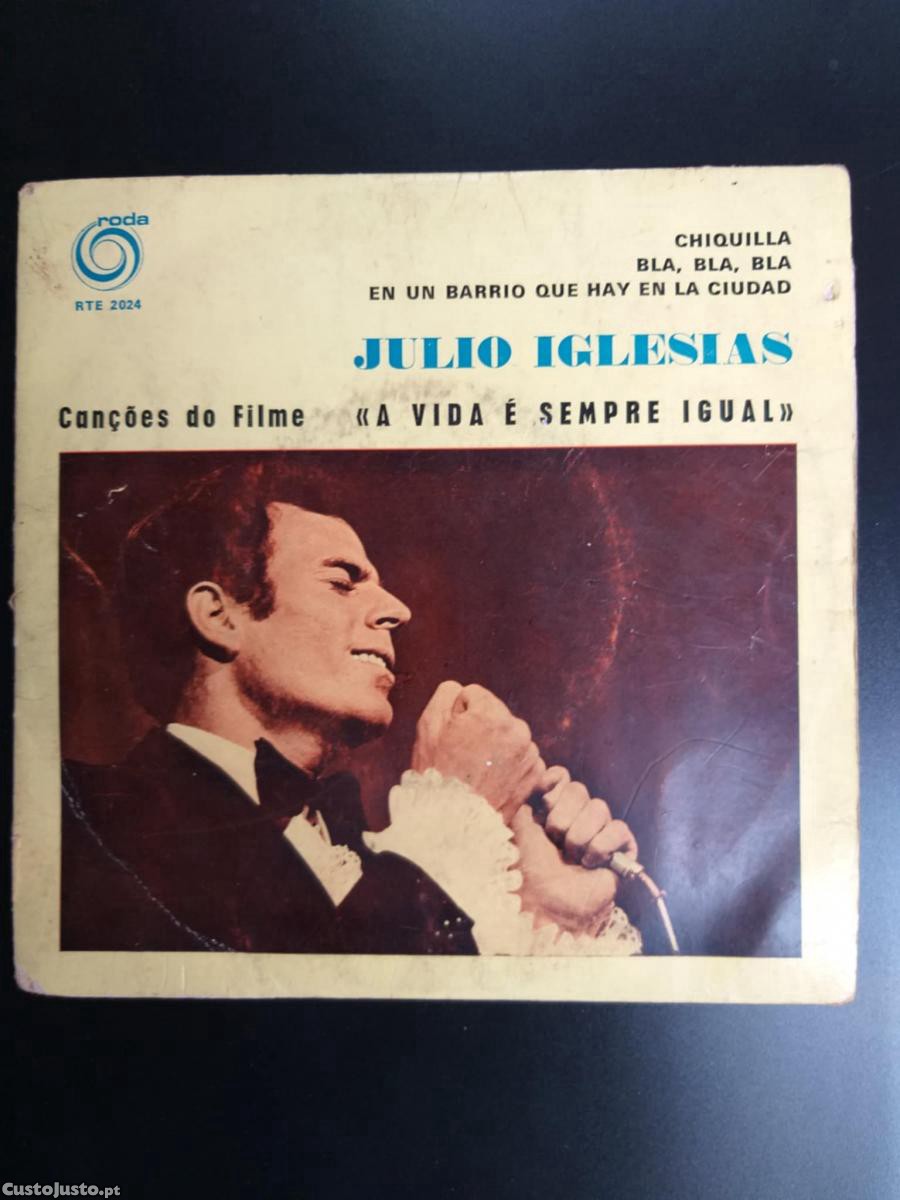 roda
RTE 2024
CHIQUILLA
BLA, BLA, BLA
EN UN BARRIO QUE HAY EN LA CIUDAD
JULIO IGLESIAS
Canções do Filme «A VIDA É SEMPRE IGUAL»
CustoJusto.pt